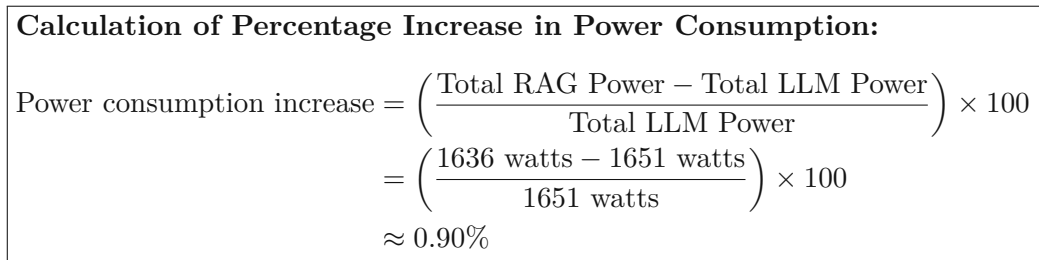 Calculation of Percentage Increase in Power Consumption:
Power consumption increase = (Total RAG Power − Total LLM Power / Total LLM Power) × 100
= (1636 watts − 1651 watts / 1651 watts) × 100
≈ 0.90%